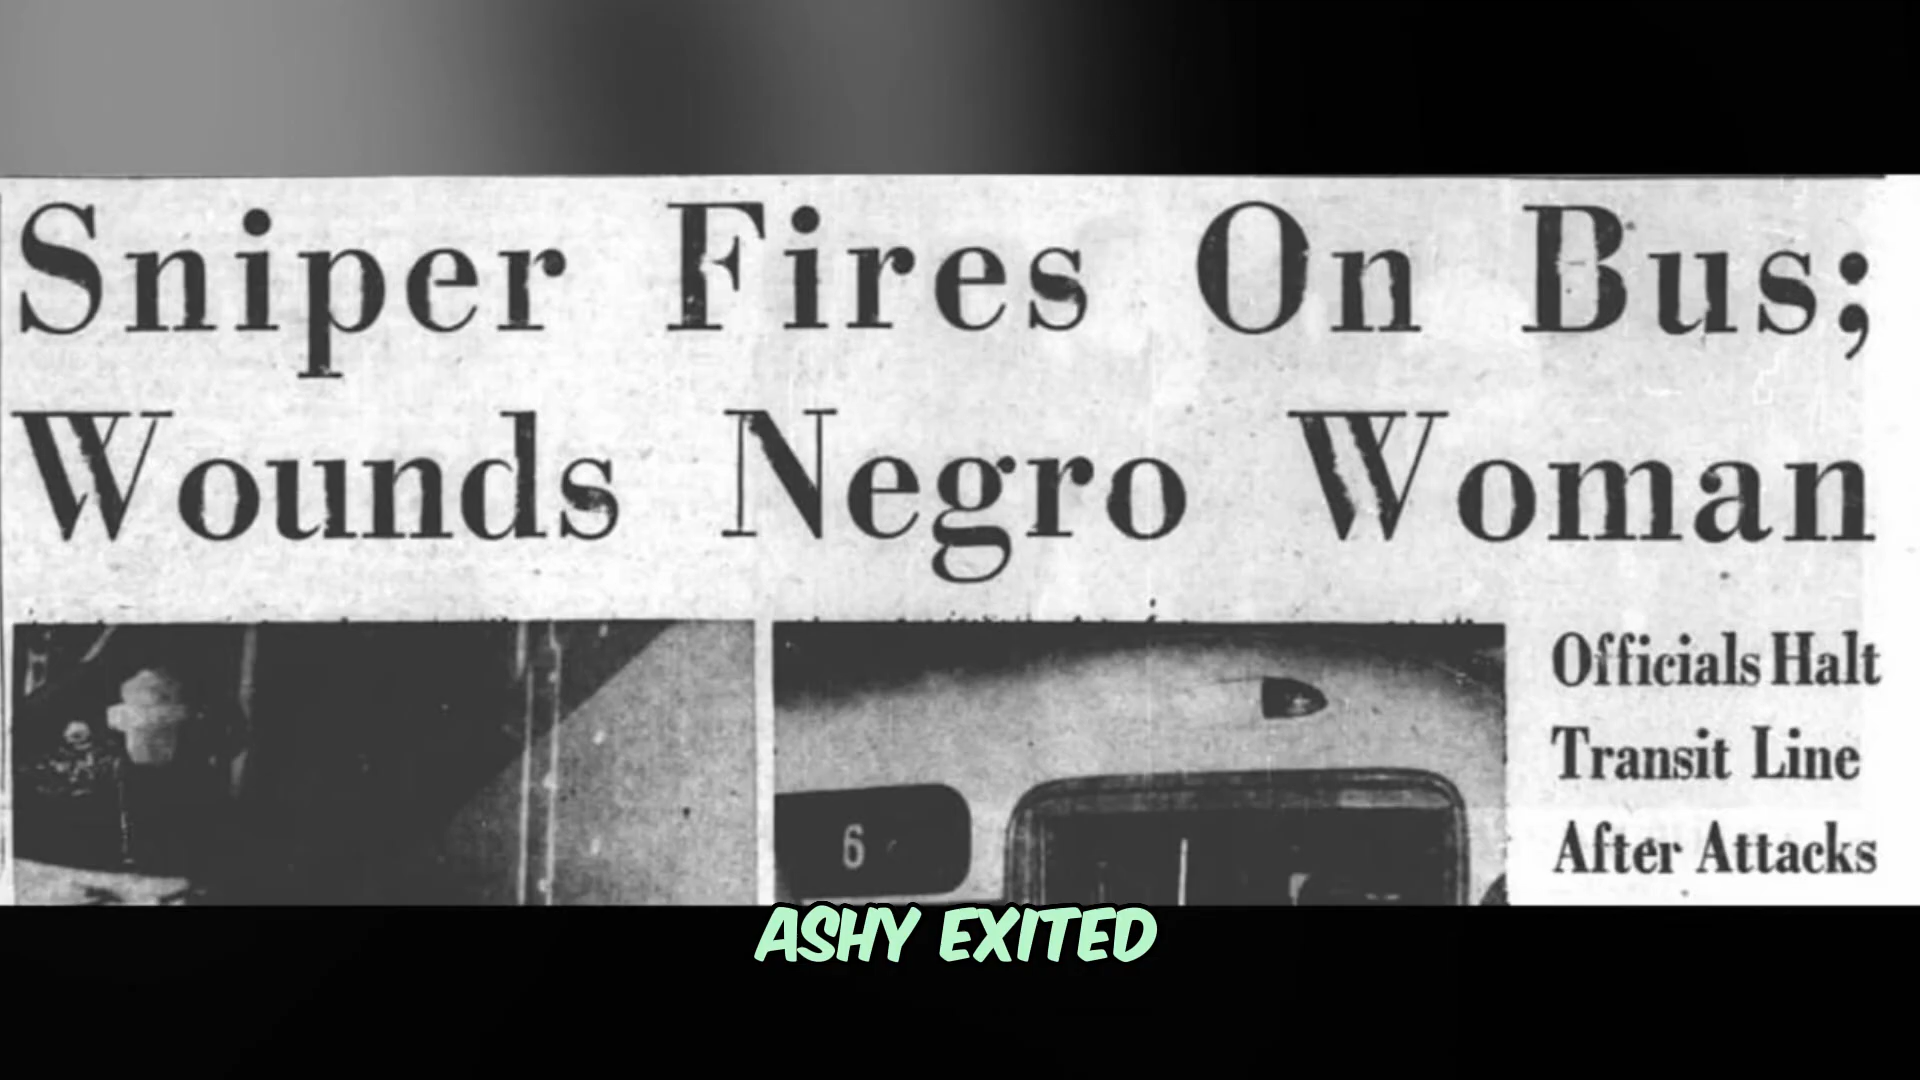 Sniper Fires On Bus;
Wounds Negro Woman
Officials Halt
Transit Line
After Attacks
6
ASHY EXITED